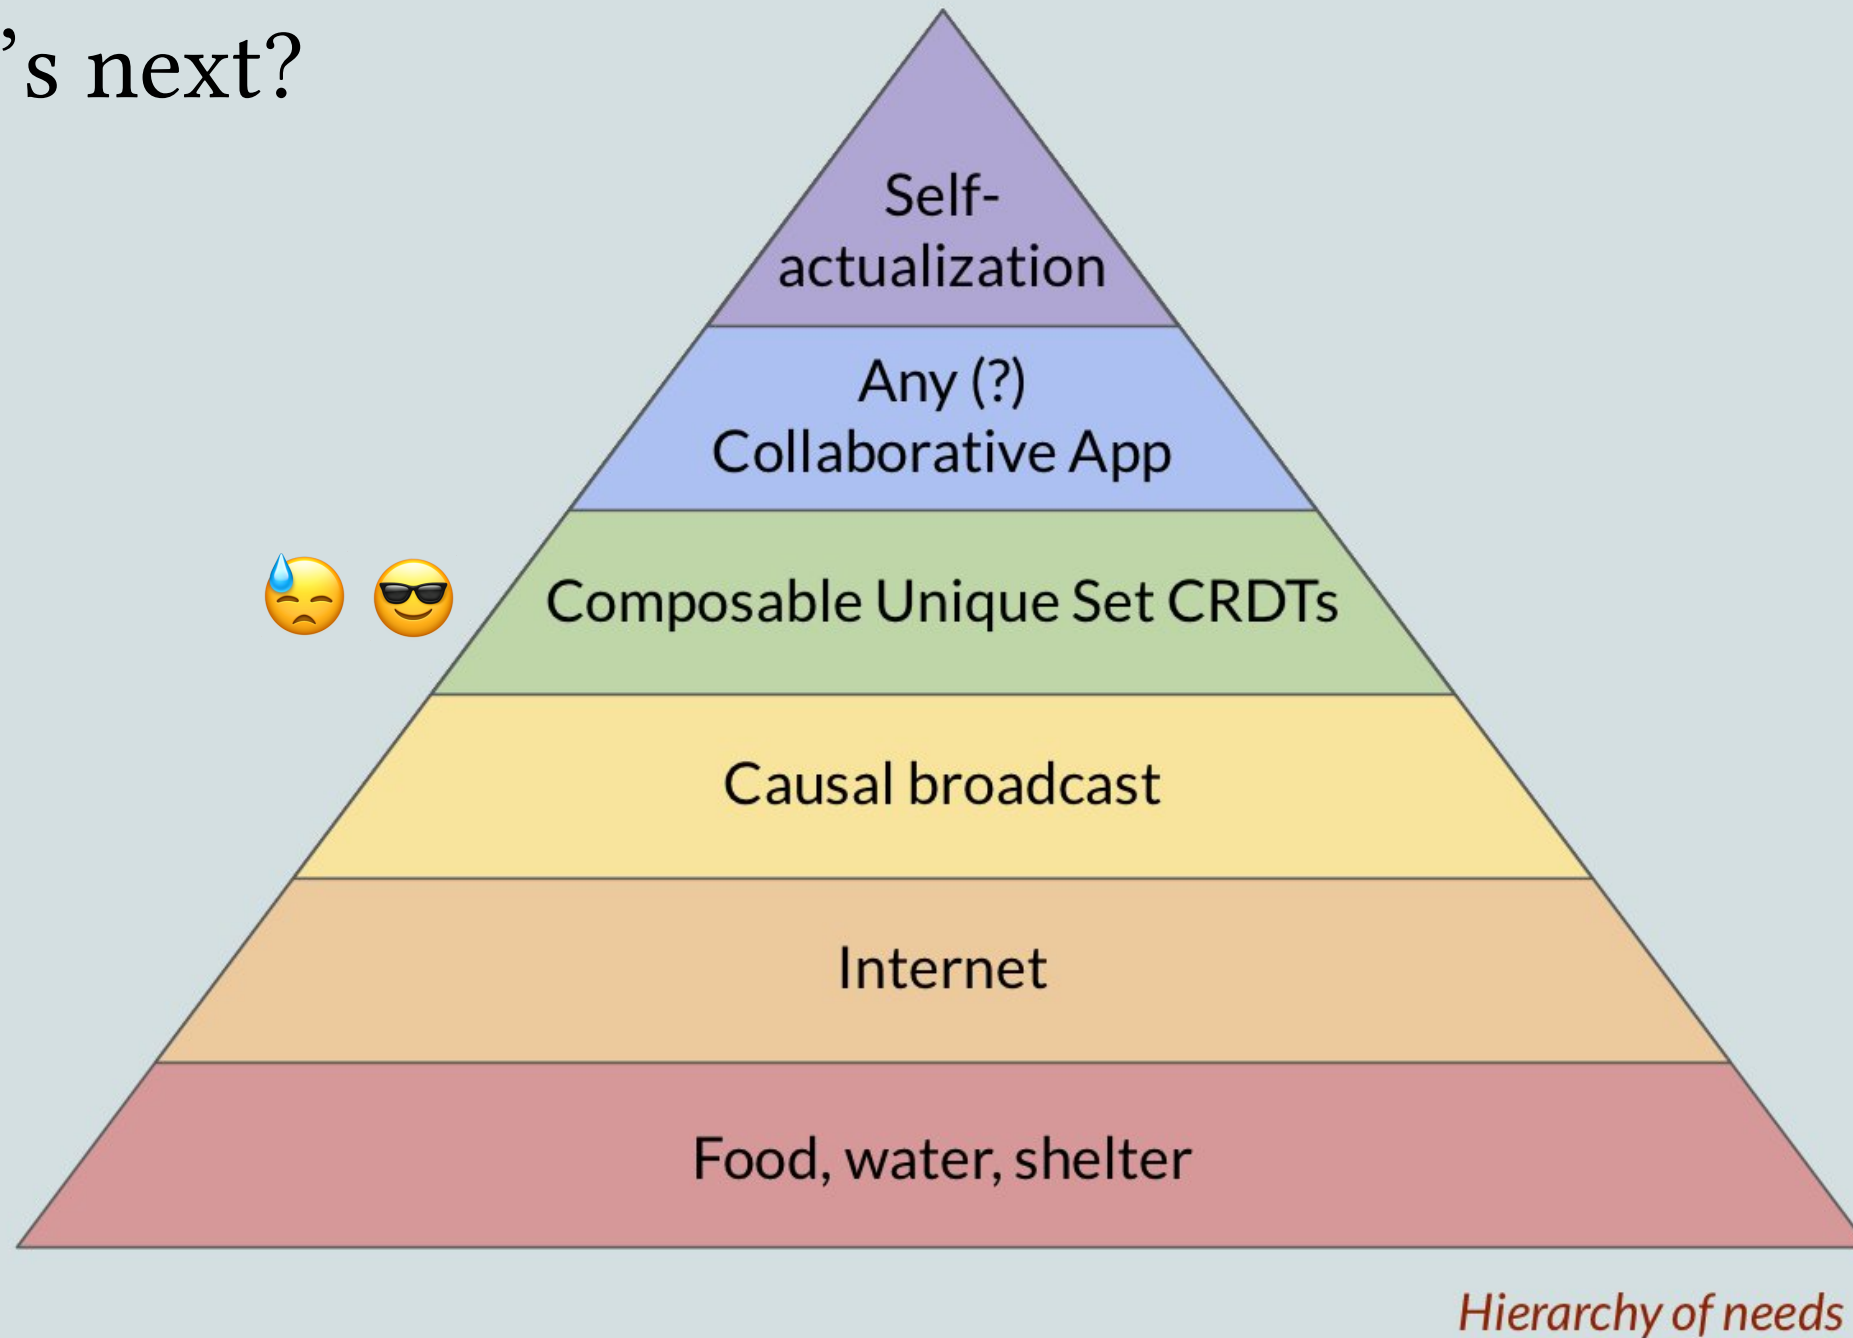 ’s next?
Self-
actualization
Any (?)
Collaborative App
Composable Unique Set CRDTs
Causal broadcast
Internet
Food, water, shelter
Hierarchy of needs